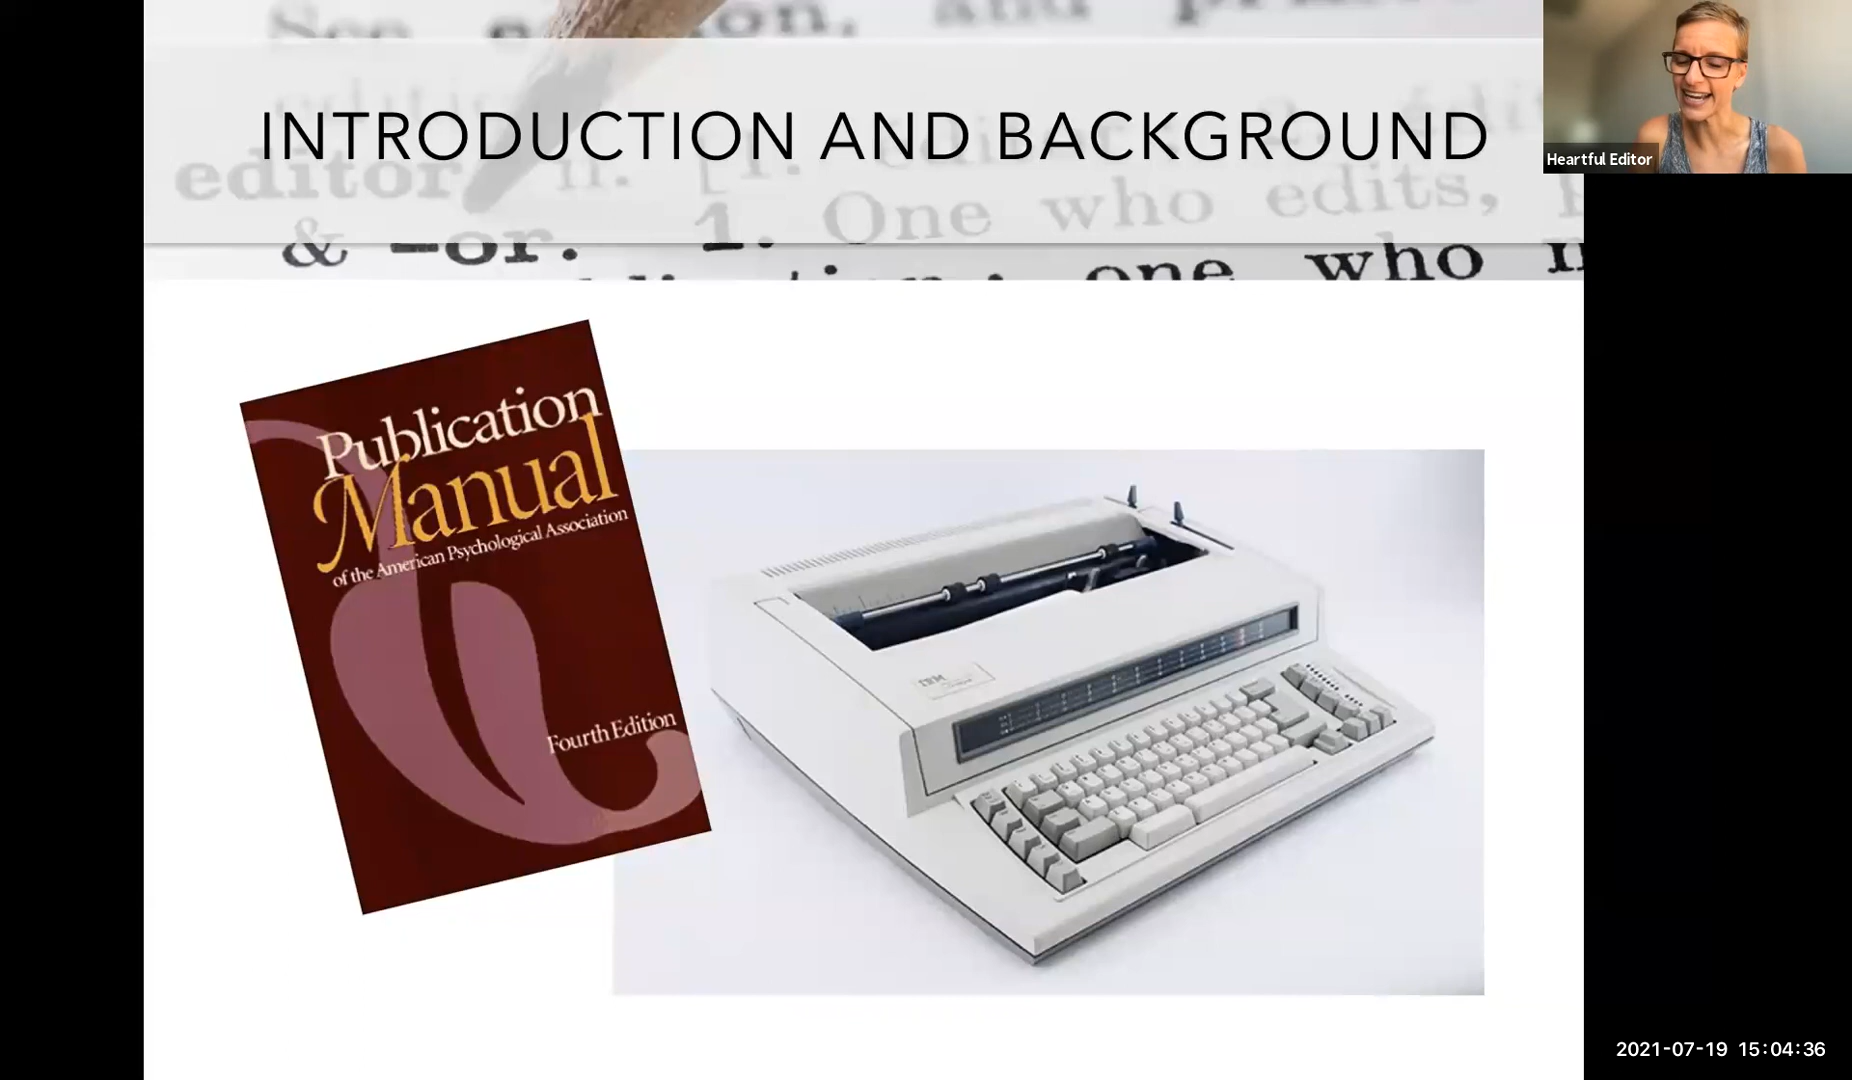 See edition, and
INTRODUCTION AND BACKGROUND
editor n. [1. edi
& -or. 1. One who edits,
one who
Heartful Editor
Publication
Manual
of the American Psychological Association
Fourth Edition
IBM
2021-07-19 15:04:36